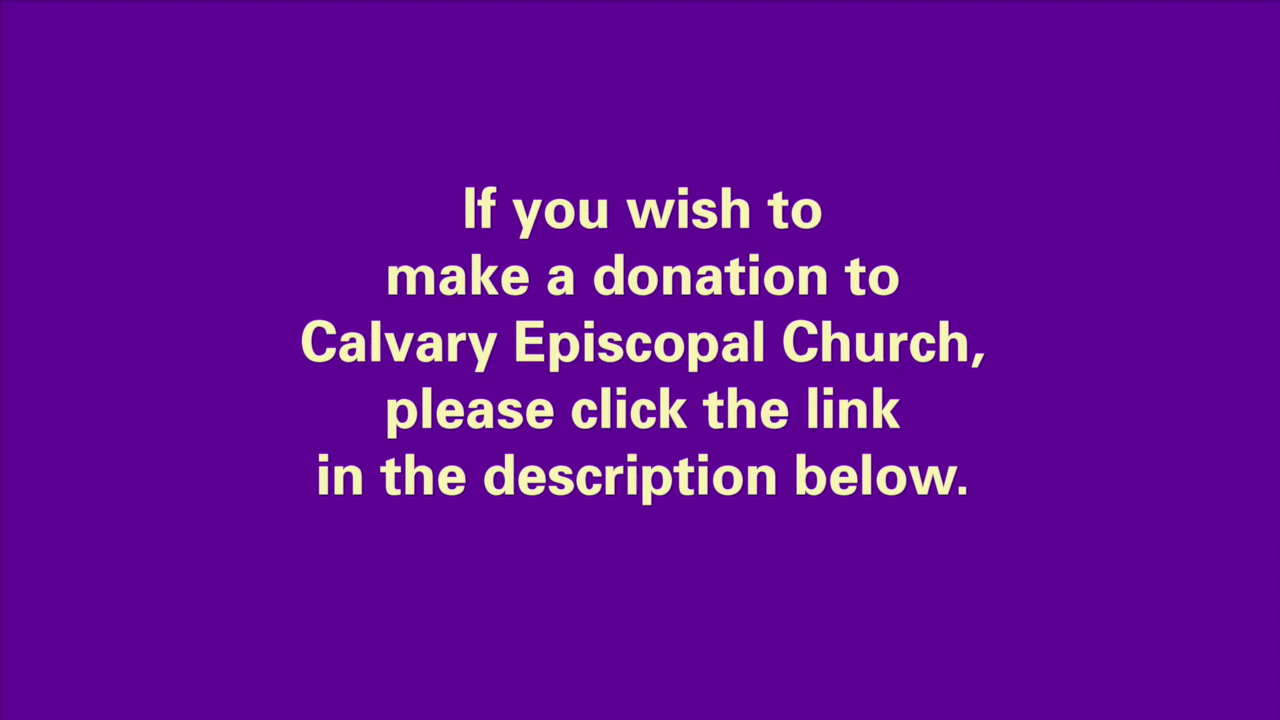 If you wish to
make a donation to
Calvary Episcopal Church,
please click the link
in the description below.